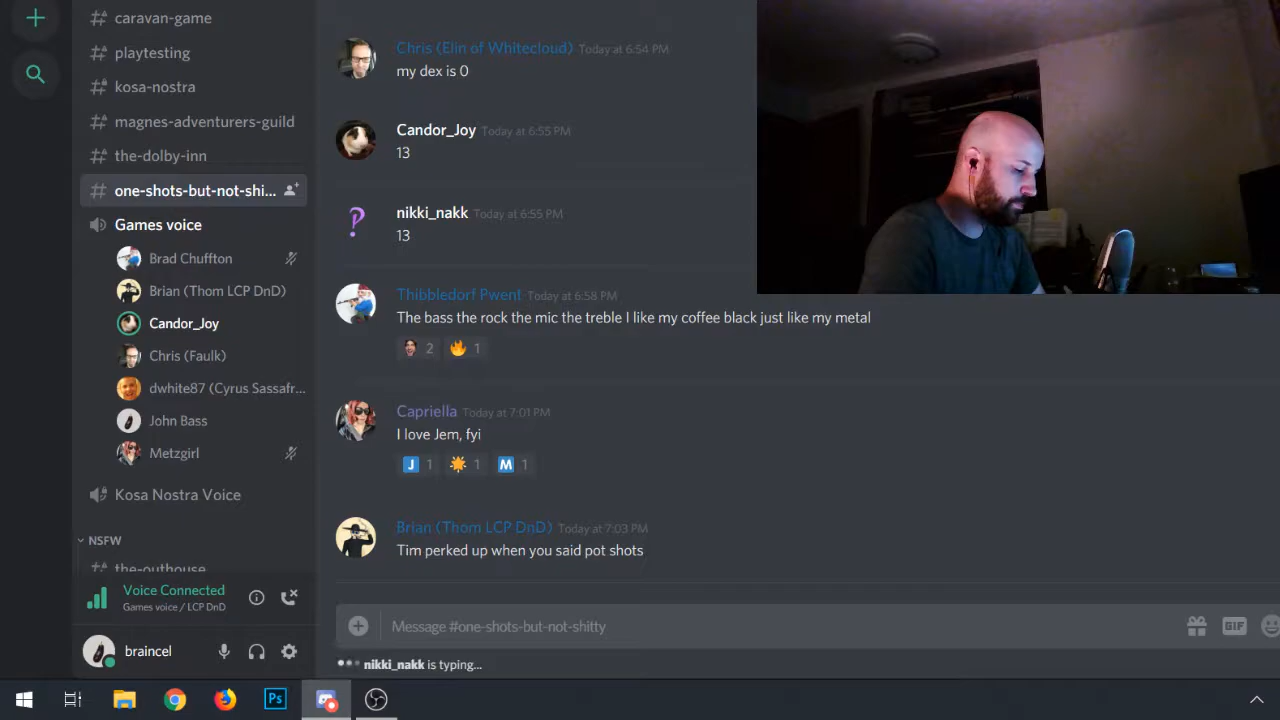 caravan-game
playtesting
kosa-nostra
magnes-adventurers-guild
the-dolby-inn
one-shots-but-not-shi...
Games voice
Brad Chuffton
Brian (Thom LCP DnD)
Candor_Joy
Chris (Faulk)
dwhite87 (Cyrus Sassafr...
John Bass
Metzgirl
Kosa Nostra Voice
NSFW
the-outhouse
Voice Connected
Games voice / LCP DnD
braincel
Chris (Elin of Whitecloud) Today at 6:54 PM
my dex is 0
Candor_Joy Today at 6:55 PM
13
nikki_nakk Today at 6:55 PM
13
Thibbledorf Pwent Today at 6:58 PM
The bass the rock the mic the treble I like my coffee black just like my metal
2 1
Capriella Today at 7:01 PM
I love Jem, fyi
J 1 1 M 1
Brian (Thom LCP DnD) Today at 7:03 PM
Tim perked up when you said pot shots
Message #one-shots-but-not-shitty
GIF
nikki_nakk is typing...
Ps